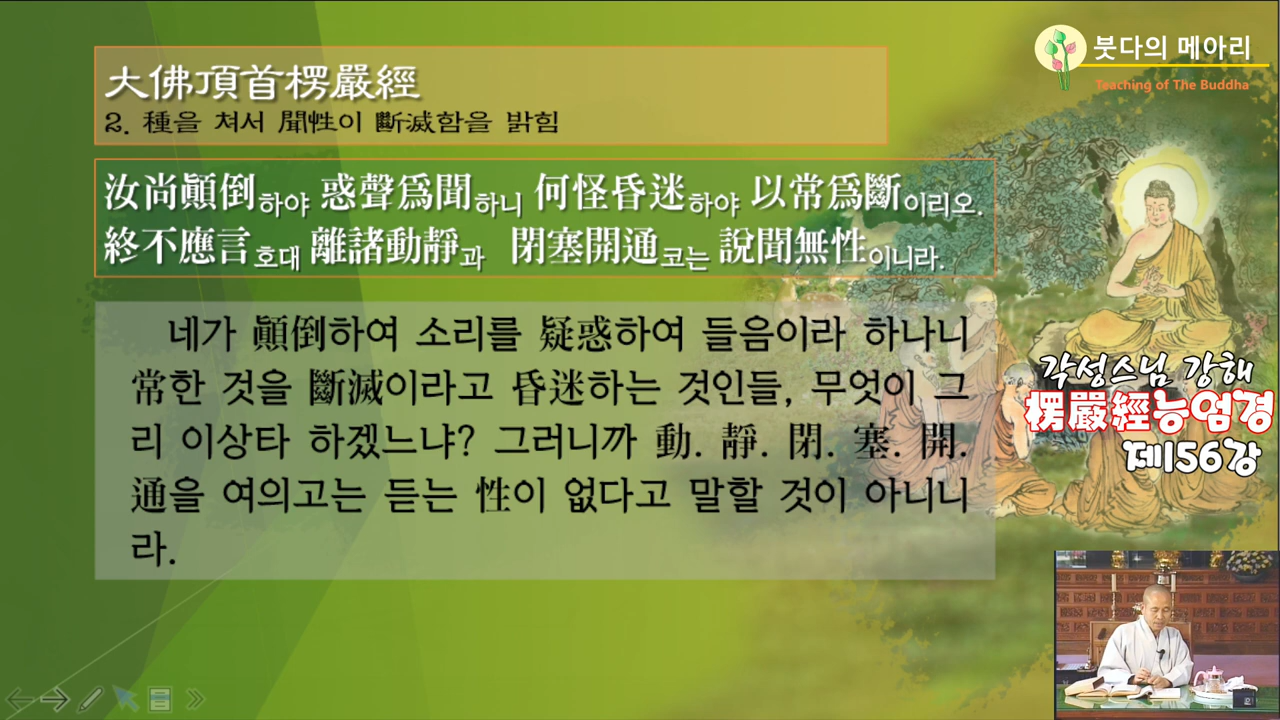 大佛頂首楞嚴經
2. 種을 쳐서 聞性이 斷滅함을 밝힘
汝尙顚倒하야 惑聲爲聞하니 何怪昏迷하야 以常爲斷이리오.
終不應言호대 離諸動靜과 閉塞開通코는 說聞無性이니라.
네가 顚倒하여 소리를 疑惑하여 들음이라 하나니
常한 것을 斷滅이라고 昏迷하는 것인들, 무엇이 그
리 이상타 하겠느냐? 그러니까 動. 靜. 閉. 塞. 開.
通을 여의고는 듣는 性이 없다고 말할 것이 아니니
라.
붓다의 메아리
Teaching of The Buddha
각성스님 강해
楞嚴經능엄경
제156강